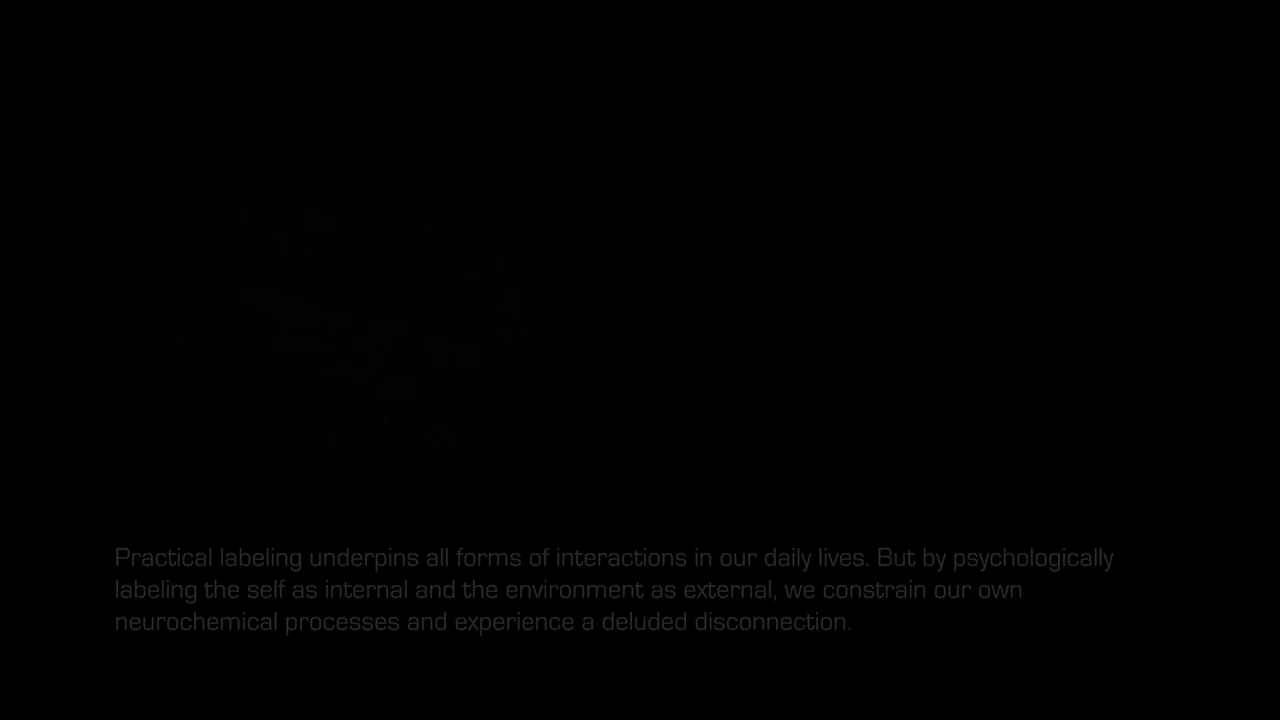 Practical labeling underpins all forms of interactions in our daily lives. But by psychologically
labeling the self as internal and the environment as external, we constrain our own
neurochemical processes and experience a deluded disconnection.